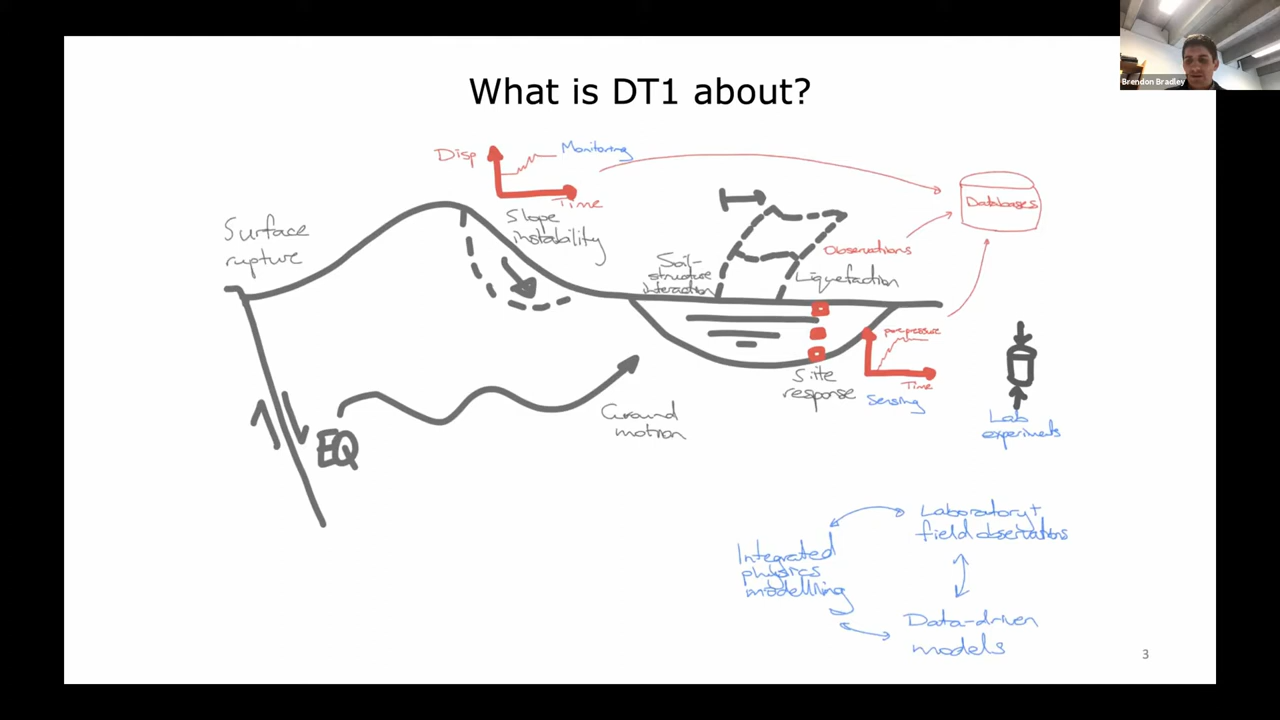 Brendon Bradley
What is DT1 about?
Disp
Monitoring
Time
Surface
rupture
Slope
instability
Databases
Observations
Soil-
structure
interaction
Liquefaction
pore pressure
Time
Site
response
Sensing
EQ
Ground
motion
Lab
experiments
Laboratory +
field observations
Integrated
physics
modelling
Data-driven
models
3